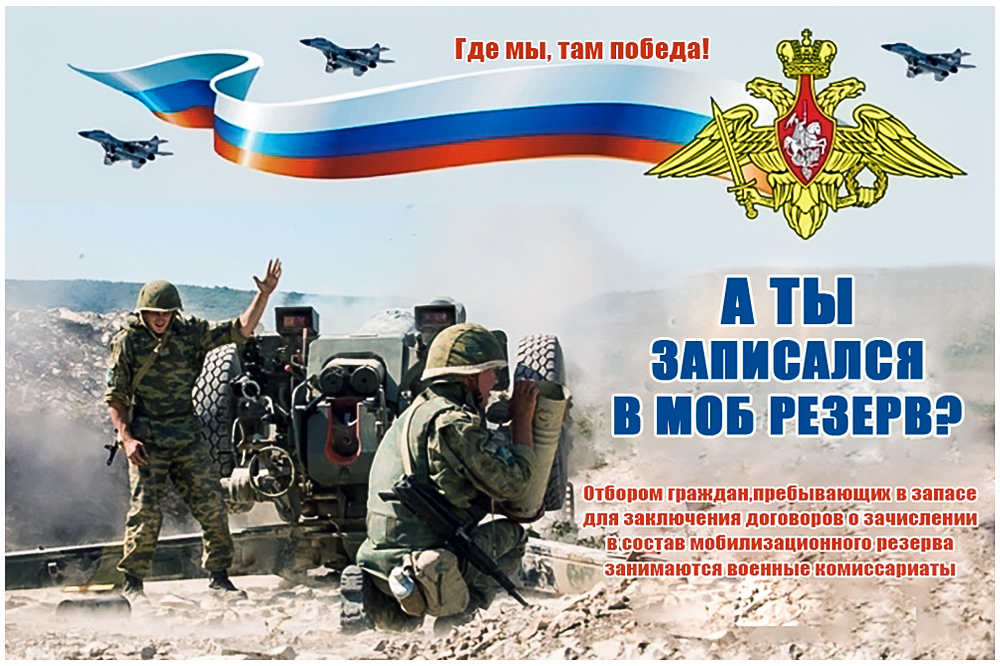 Где мы, там победа!
А ТЫ
ЗАПИСАЛСЯ
В МОБ РЕЗЕРВ?
Отбором граждан,пребывающих в запасе
для заключения договоров о зачислении
в состав мобилизационного резерва
занимаются военные комиссариаты